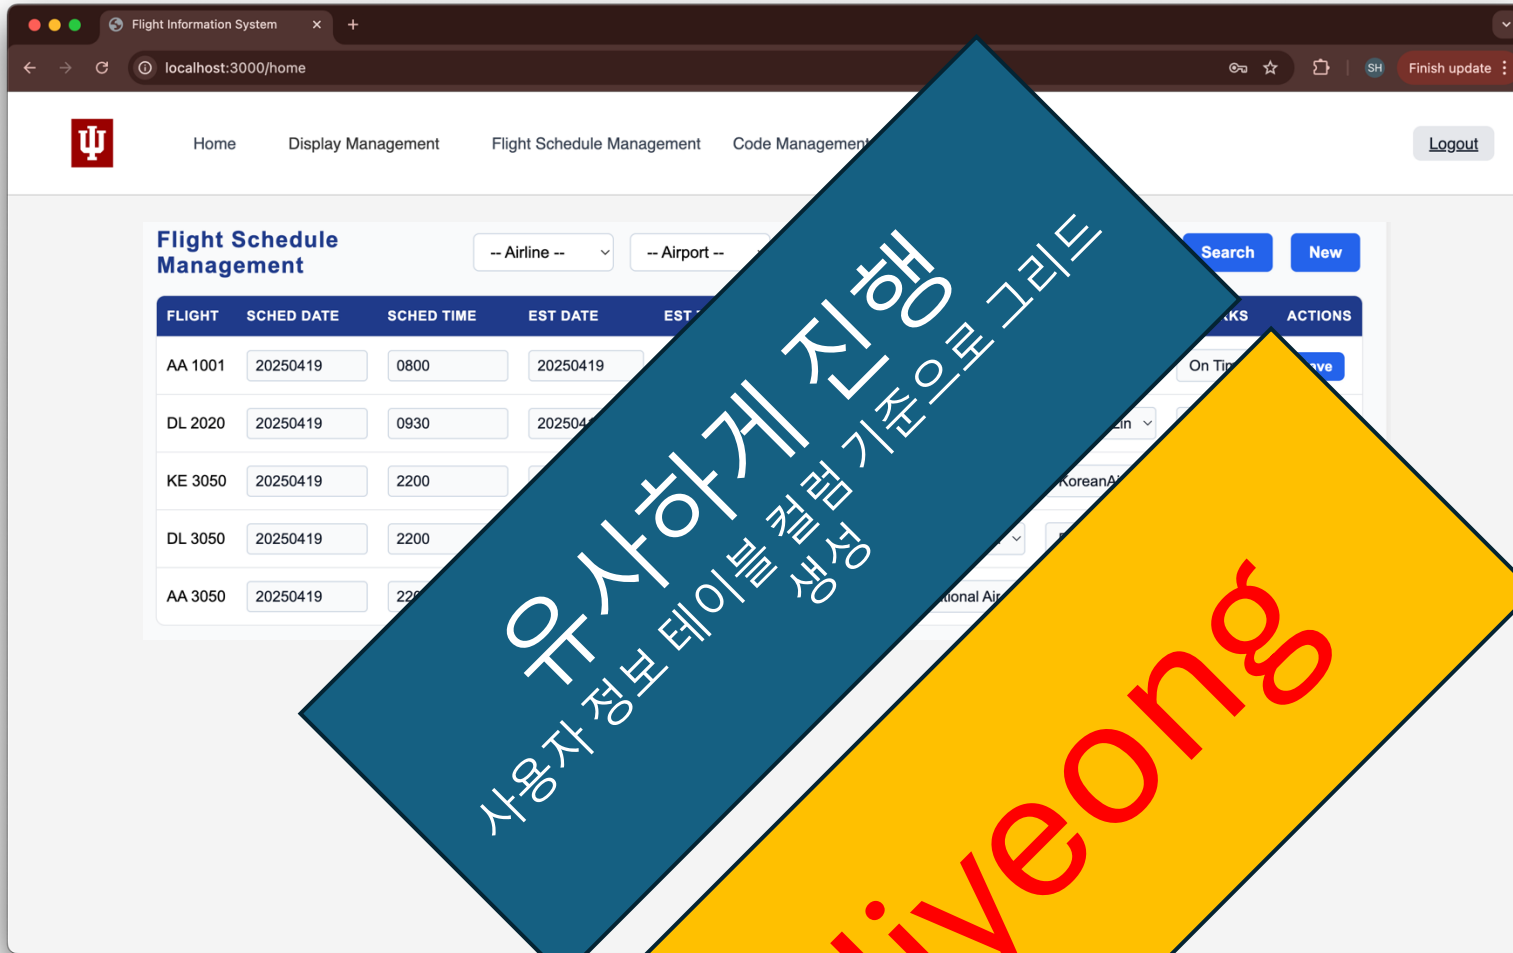 Flight Information System
localhost:3000/home
SH
Finish update
Home
Display Management
Flight Schedule Management
Code Management
Logout
Flight Schedule
Management
-- Airline --
-- Airport --
Search
New
FLIGHT SCHED DATE SCHED TIME EST DATE EST ACTIONS
AA 1001 20250419 0800 20250419 On
DL 2020 20250419 0930
KE 3050 20250419 2200
DL 3050 20250419 2200
AA 3050 20250419
유사하게 진행
사용자 정보 테이블 컬럼 기준으로 그리드
생성